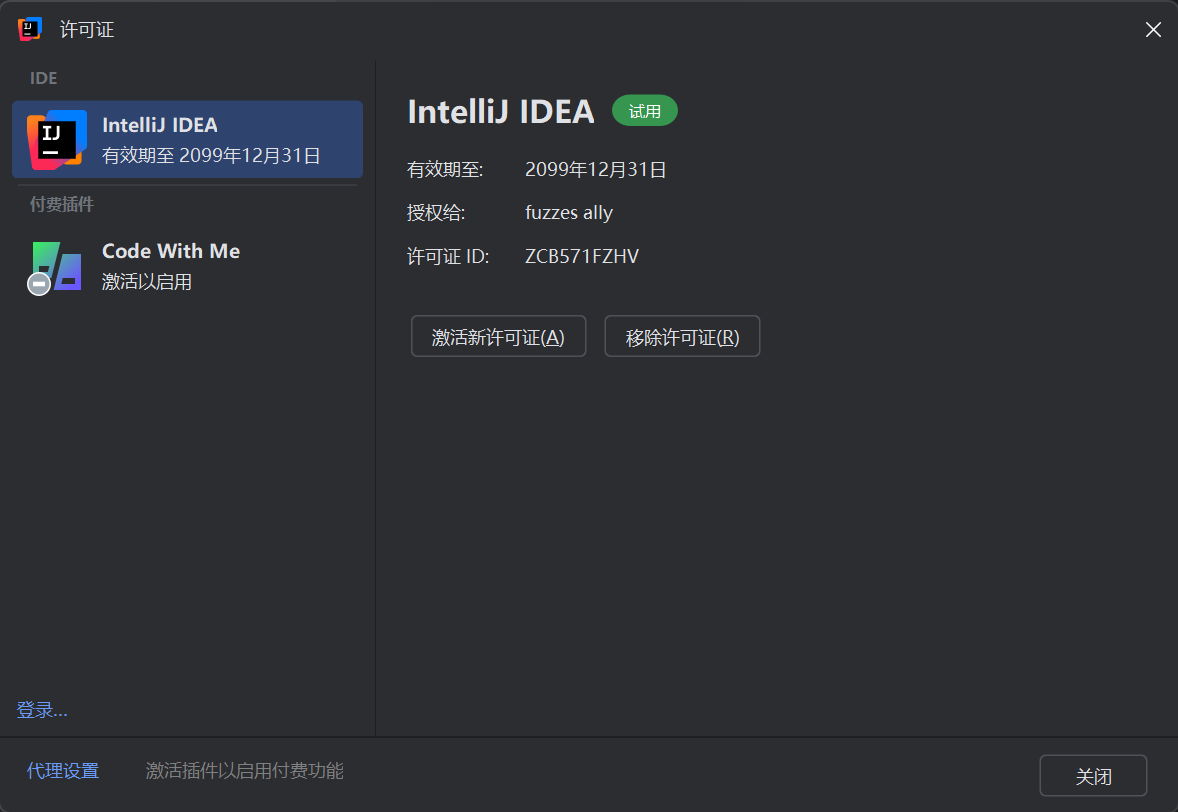 许可证
IDE
IntelliJ IDEA
有效期至 2099年12月31日
付费插件
Code With Me
激活以启用
登录...
IntelliJ IDEA 试用
有效期至: 2099年12月31日
授权给: fuzzes ally
许可证 ID: ZCB571FZHV
激活新许可证(A) 移除许可证(R)
代理设置 激活插件以启用付费功能 关闭
IJ